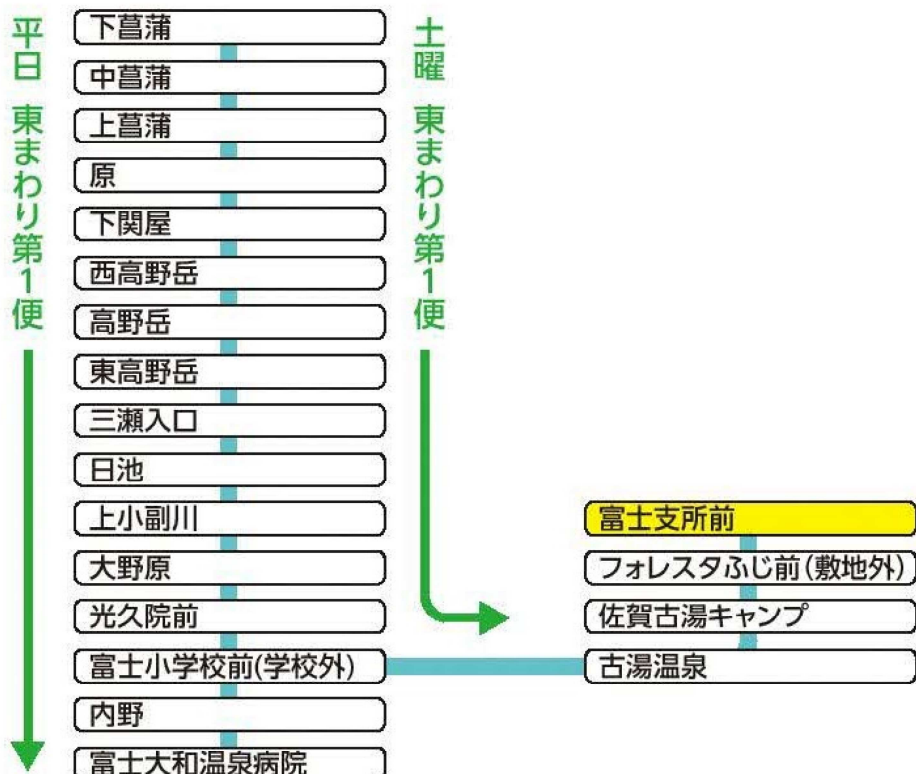 平日 東まわり第1便
下菖蒲
中菖蒲
上菖蒲
原
下関屋
西高野岳
高野岳
東高野岳
三瀬入口
日池
上小副川
大野原
光久院前
富士小学校前(学校外)
内野
富士大和温泉病院
土曜 東まわり第1便
富士支所前
フォレスタふじ前(敷地外)
佐賀古湯キャンプ
古湯温泉